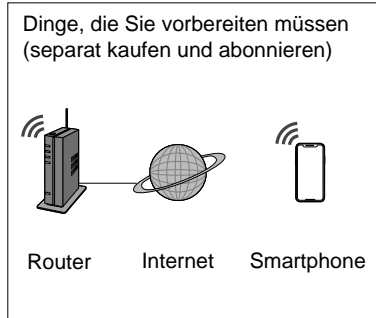 Dinge, die Sie vorbereiten müssen
(separat kaufen und abonnieren)
Router Internet Smartphone